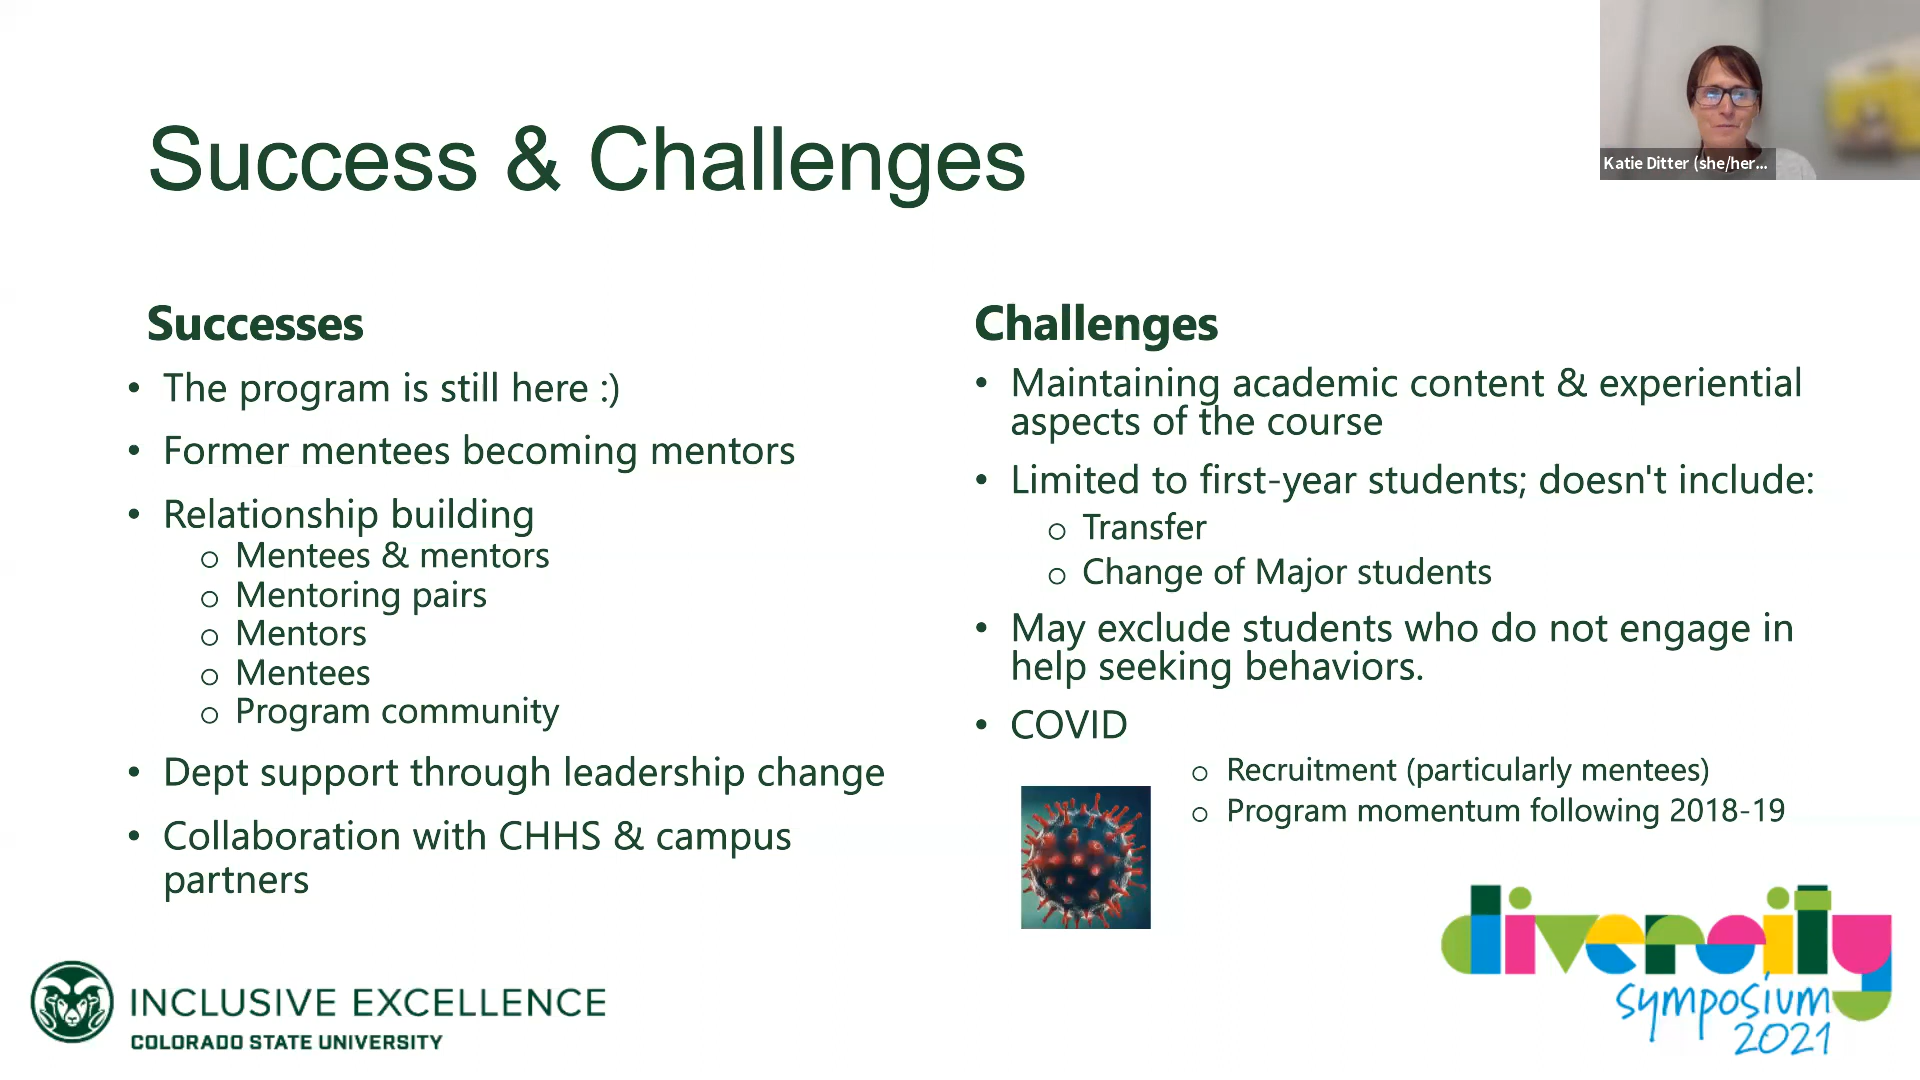 Success & Challenges
Katie Ditter (she/her...
Successes
• The program is still here :)
• Former mentees becoming mentors
• Relationship building
o Mentees & mentors
o Mentoring pairs
o Mentors
o Mentees
o Program community
• Dept support through leadership change
• Collaboration with CHHS & campus
partners
Challenges
• Maintaining academic content & experiential
aspects of the course
• Limited to first-year students; doesn't include:
o Transfer
o Change of Major students
• May exclude students who do not engage in
help seeking behaviors.
• COVID
o Recruitment (particularly mentees)
o Program momentum following 2018-19
INCLUSIVE EXCELLENCE
COLORADO STATE UNIVERSITY
diversity
symposium
2021